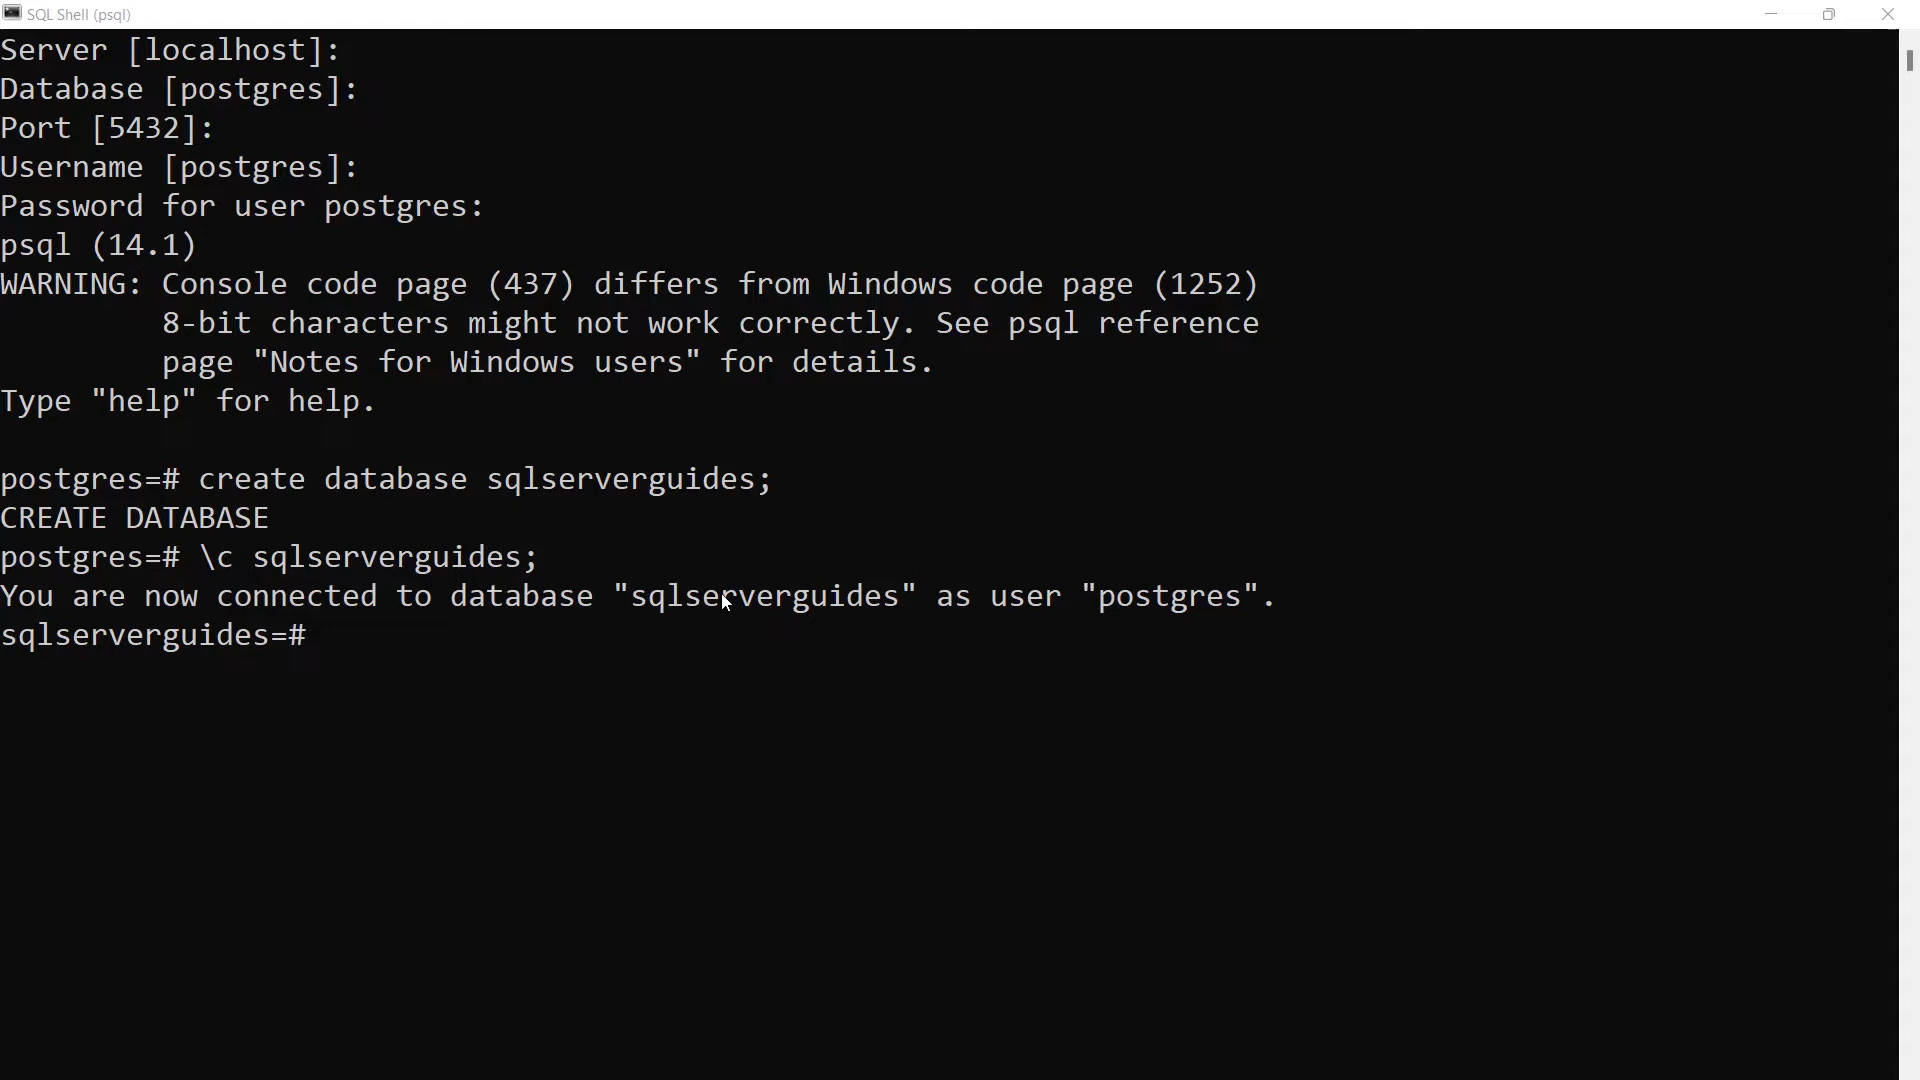 SQL Shell (psql)
Server [localhost]:
Database [postgres]:
Port [5432]:
Username [postgres]:
Password for user postgres:
psql (14.1)
WARNING: Console code page (437) differs from Windows code page (1252)
         8-bit characters might not work correctly. See psql reference
         page "Notes for Windows users" for details.
Type "help" for help.

postgres=# create database sqlserverguides;
CREATE DATABASE
postgres=# \c sqlserverguides;
You are now connected to database "sqlserverguides" as user "postgres".
sqlserverguides=#